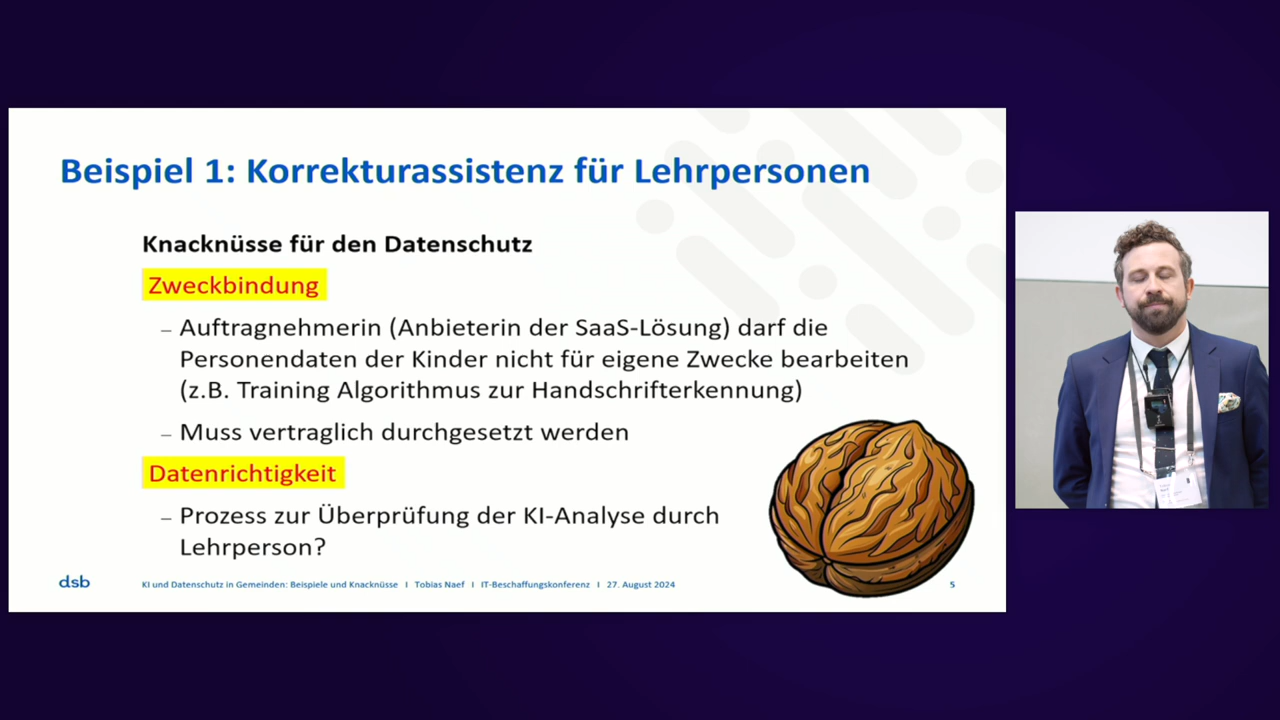 Beispiel 1: Korrekturassistenz für Lehrpersonen
Knacknüsse für den Datenschutz
Zweckbindung
– Auftragnehmerin (Anbieterin der SaaS-Lösung) darf die
Personendaten der Kinder nicht für eigene Zwecke bearbeiten
(z.B. Training Algorithmus zur Handschrifterkennung)
– Muss vertraglich durchgesetzt werden
Datenrichtigkeit
– Prozess zur Überprüfung der KI-Analyse durch
Lehrperson?
dsb
KI und Datenschutz in Gemeinden: Beispiele und Knacknüsse I Tobias Naef I IT-Beschaffungskonferenz I 27. August 2024
5